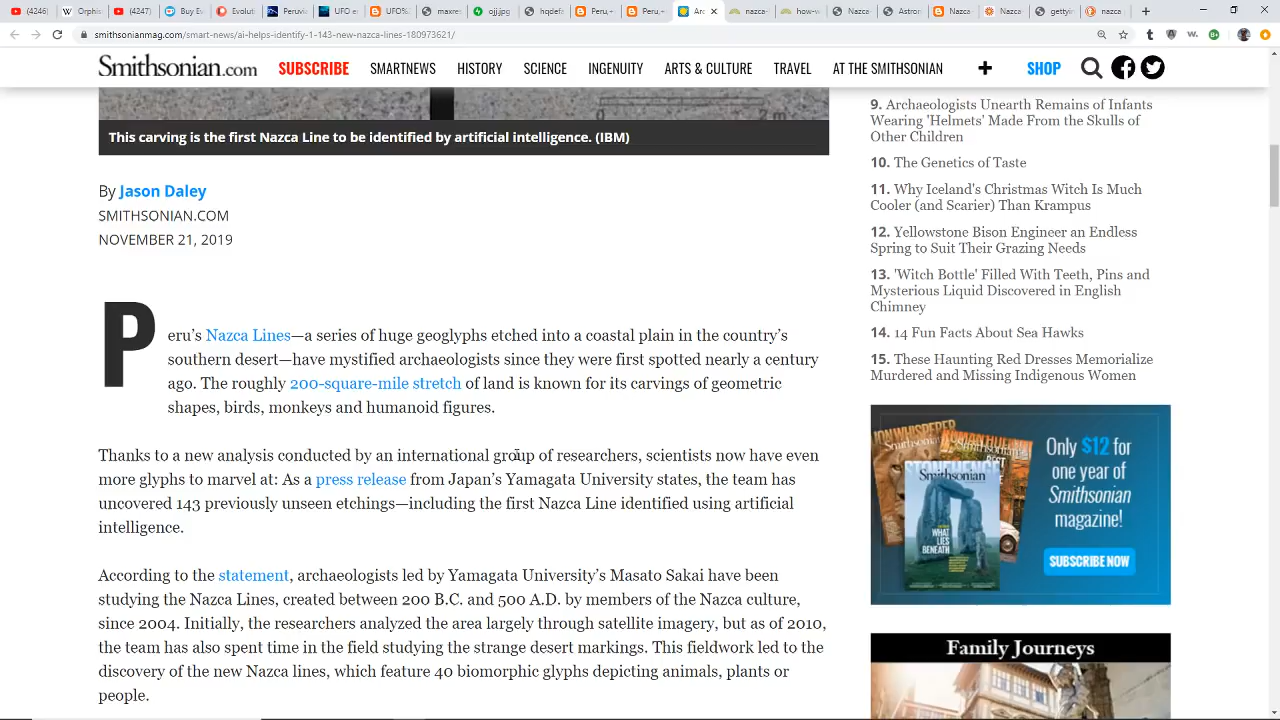 (4246)
Orphic
By Se
Evolut
Peruvi
UFO e
UFO%
maxre
ojjipg
hqdefa
Peru,+
Peru,+
Ar
nazca-
how-n
Nazca
Astron
Nazca
Nazca
gettyi
nazca
smithsonianmag.com/smart-news/ai-helps-identify-1-143-new-nazca-lines-180973621/
Smithsonian.com
SUBSCRIBE
SMARTNEWS
HISTORY
SCIENCE
INGENUITY
ARTS & CULTURE
TRAVEL
AT THE SMITHSONIAN
SHOP
2 m
This carving is the first Nazca Line to be identified by artificial intelligence. (IBM)
By Jason Daley
SMITHSONIAN.COM
NOVEMBER 21, 2019
Peru’s Nazca Lines—a series of huge geoglyphs etched into a coastal plain in the country’s
southern desert—have mystified archaeologists since they were first spotted nearly a century
ago. The roughly 200-square-mile stretch of land is known for its carvings of geometric
shapes, birds, monkeys and humanoid figures.
Thanks to a new analysis conducted by an international group of researchers, scientists now have even
more glyphs to marvel at: As a press release from Japan’s Yamagata University states, the team has
uncovered 143 previously unseen etchings—including the first Nazca Line identified using artificial
intelligence.
According to the statement, archaeologists led by Yamagata University’s Masato Sakai have been
studying the Nazca Lines, created between 200 B.C. and 500 A.D. by members of the Nazca culture,
since 2004. Initially, the researchers analyzed the area largely through satellite imagery, but as of 2010,
the team has also spent time in the field studying the strange desert markings. This fieldwork led to the
discovery of the new Nazca lines, which feature 40 biomorphic glyphs depicting animals, plants or
people.
9. Archaeologists Unearth Remains of Infants
Wearing 'Helmets' Made From the Skulls of
Other Children
10. The Genetics of Taste
11. Why Iceland's Christmas Witch Is Much
Cooler (and Scarier) Than Krampus
12. Yellowstone Bison Engineer an Endless
Spring to Suit Their Grazing Needs
13. 'Witch Bottle' Filled With Teeth, Pins and
Mysterious Liquid Discovered in English
Chimney
14. 14 Fun Facts About Sea Hawks
15. These Haunting Red Dresses Memorialize
Murdered and Missing Indigenous Women
Smithsonian
WHAT
LIES
BENEATH
Only $12 for
one year of
Smithsonian
magazine!
SUBSCRIBE NOW
Family Journeys